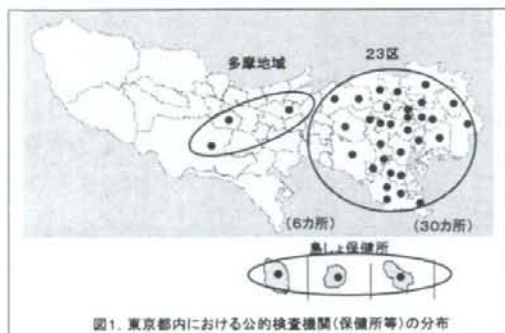 多摩地域
23区
(6カ所)
(30カ所)
島しょ保健所
図1. 東京都内における公的検査機関(保健所等)の分布